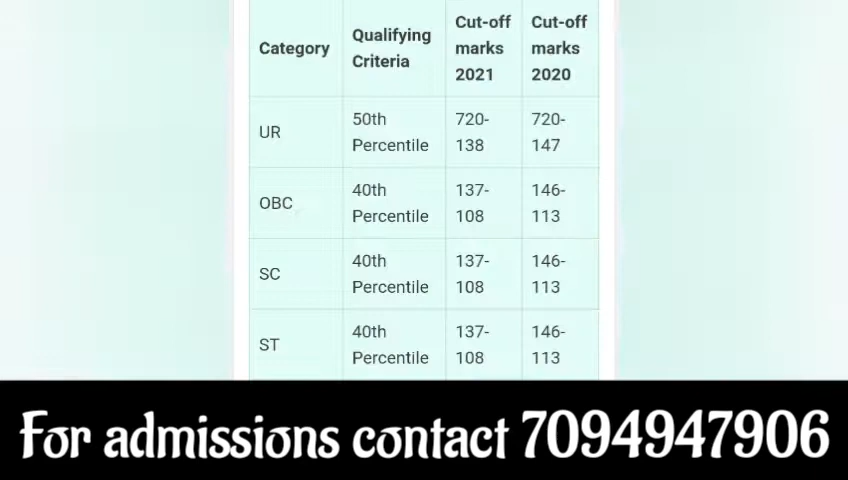 Category Qualifying Criteria Cut-off marks 2021 Cut-off marks 2020
UR 50th Percentile 720-138 720-147
OBC 40th Percentile 137-108 146-113
SC 40th Percentile 137-108 146-113
ST 40th Percentile 137-108 146-113
For admissions contact 7094947906